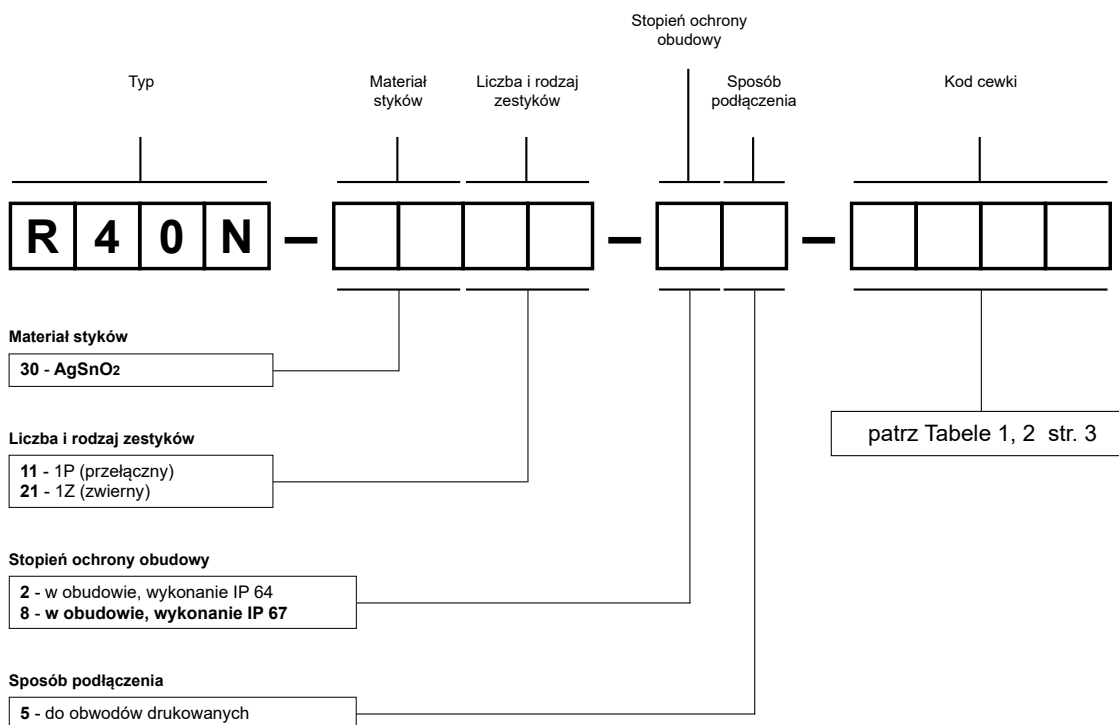 Stopień ochrony
obudowy
Typ
Materiał
styków
Liczba i rodzaj
zestyków
Sposób
podłączenia
Kod cewki
R 4 0 N – –  –
Materiał styków
30 - AgSnO2
Liczba i rodzaj zestyków
11 - 1P (przełączny)
21 - 1Z (zwierny)
patrz Tabele 1, 2 str. 3
Stopień ochrony obudowy
2 - w obudowie, wykonanie IP 64
8 - w obudowie, wykonanie IP 67
Sposób podłączenia
5 - do obwodów drukowanych